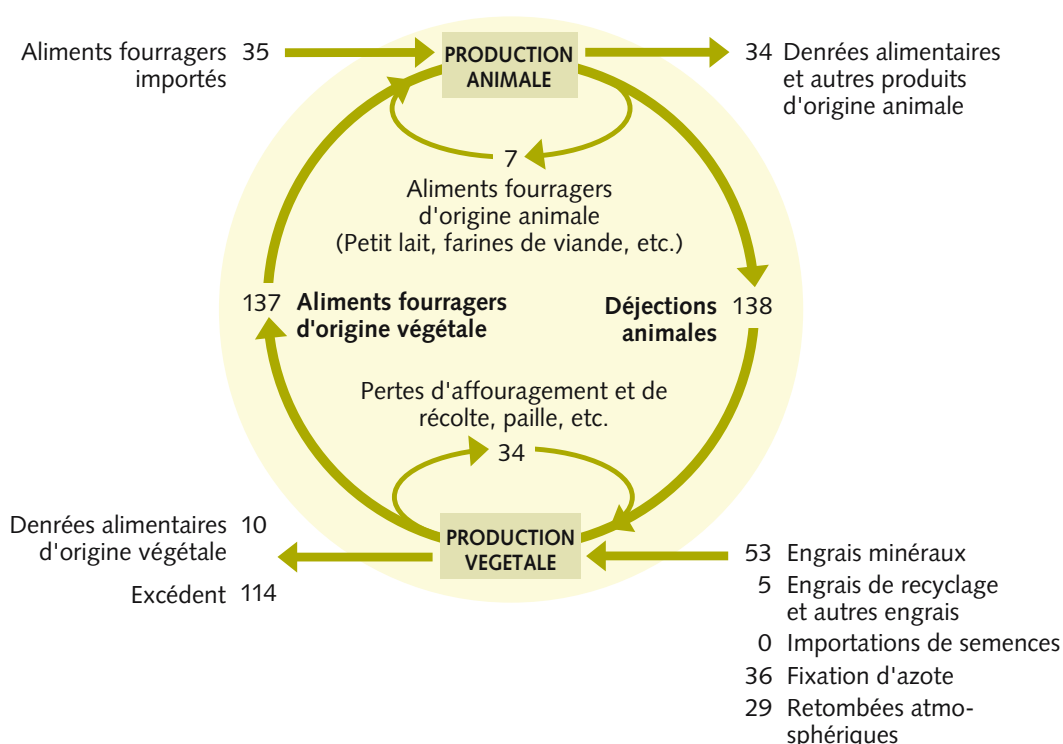 Aliments fourragers 35
importés
PRODUCTION
ANIMALE
34 Denrées alimentaires
et autres produits
d'origine animale
7
Aliments fourragers
d'origine animale
(Petit lait, farines de viande, etc.)
137 Aliments fourragers
d'origine végétale
Déjections 138
animales
Pertes d'affouragement et de
récolte, paille, etc.
34
Denrées alimentaires 10
d'origine végétale
Excédent 114
PRODUCTION
VEGETALE
53 Engrais minéraux
5 Engrais de recyclage
et autres engrais
0 Importations de semences
36 Fixation d'azote
29 Retombées atmo-
sphériques